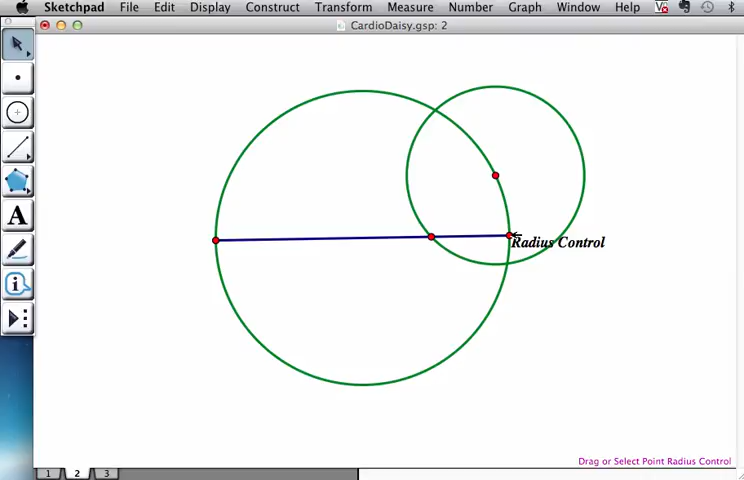 Sketchpad File Edit Display Construct Transform Measure Number Graph Window Help
CardioDaisy.gsp: 2
A
Radius Control
Drag or Select Point Radius Control
1 2 3